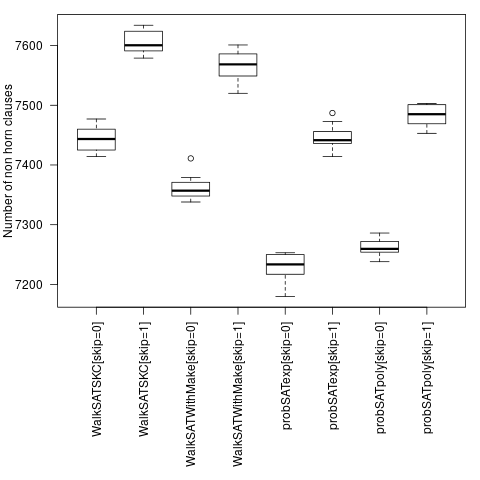 Number of non horn clauses
7600
7500
7400
7300
7200
WalkSATSKC[skip=0]
WalkSATSKC[skip=1]
WalkSATWithMake[skip=0]
WalkSATWithMake[skip=1]
probSATexp[skip=0]
probSATexp[skip=1]
probSATpoly[skip=0]
probSATpoly[skip=1]